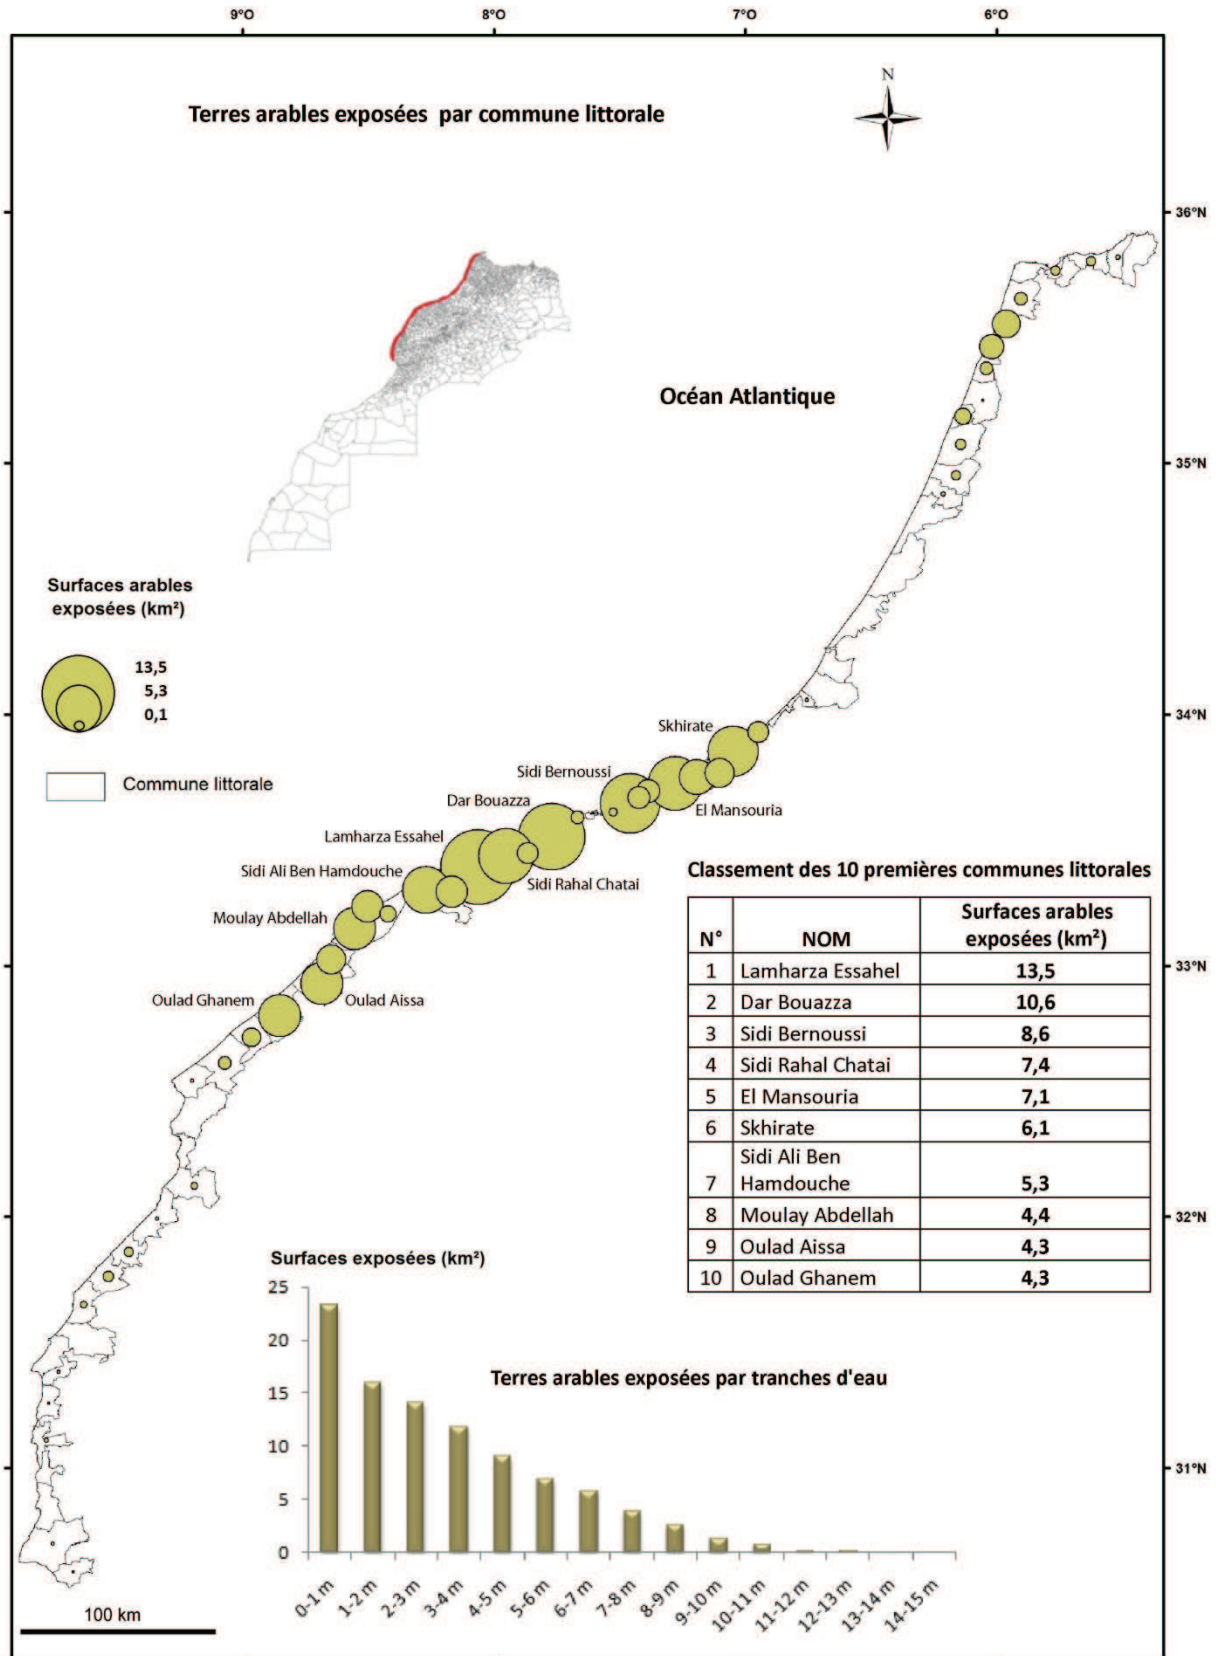 9°O 8°O 7°O 6°O
N
Terres arables exposées par commune littorale
36°N
Océan Atlantique
35°N
Surfaces arables
exposées (km²)
13,5
5,3
0,1
34°N
Commune littorale
Skhirate
Sidi Bernoussi
Dar Bouazza
El Mansouria
Lamharza Essahel
Sidi Ali Ben Hamdouche
Sidi Rahal Chatai
Moulay Abdellah
Oulad Ghanem
Oulad Aissa
33°N
32°N
31°N
Classement des 10 premières communes littorales
N° NOM Surfaces arables
exposées (km²)
1 Lamharza Essahel 13,5
2 Dar Bouazza 10,6
3 Sidi Bernoussi 8,6
4 Sidi Rahal Chatai 7,4
5 El Mansouria 7,1
6 Skhirate 6,1
Sidi Ali Ben
7 Hamdouche 5,3
8 Moulay Abdellah 4,4
9 Oulad Aissa 4,3
10 Oulad Ghanem 4,3
Surfaces exposées (km²)
25
20
15
10
5
0
Terres arables exposées par tranches d'eau
0-1 m
1-2 m
2-3 m
3-4 m
4-5 m
5-6 m
6-7 m
7-8 m
8-9 m
9-10 m
10-11 m
11-12 m
12-13 m
13-14 m
14-15 m
100 km